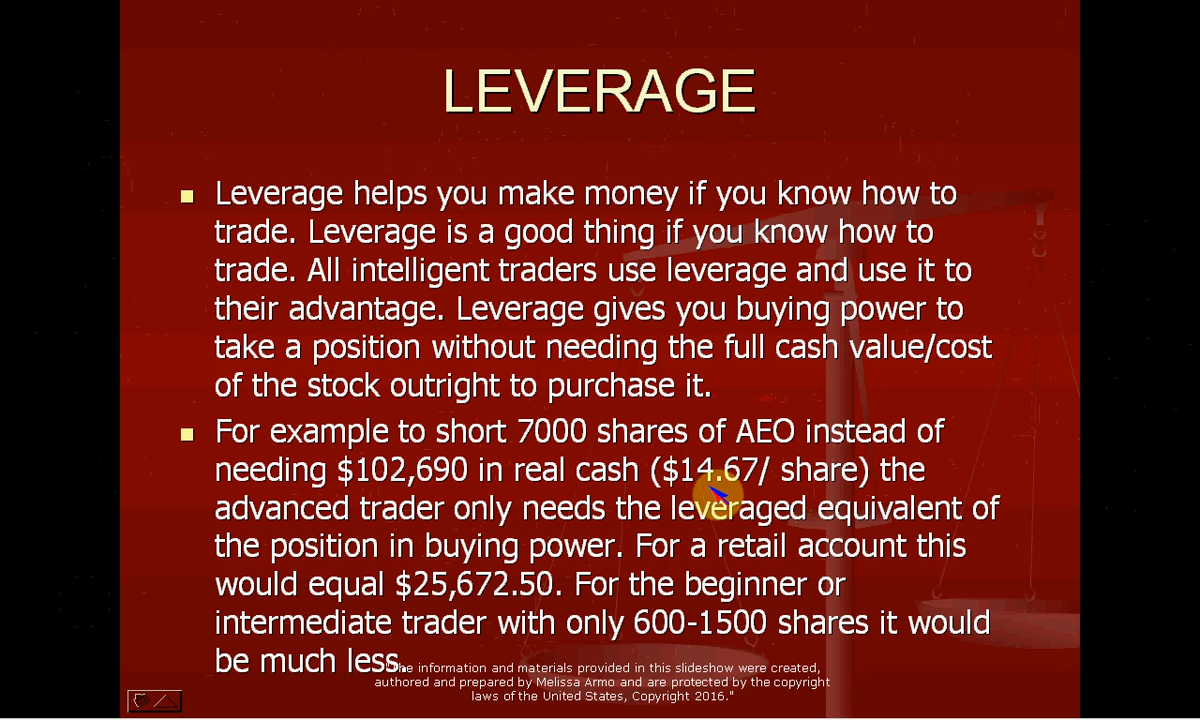 LEVERAGE
Leverage helps you make money if you know how to
trade. Leverage is a good thing if you know how to
trade. All intelligent traders use leverage and use it to
their advantage. Leverage gives you buying power to
take a position without needing the full cash value/cost
of the stock outright to purchase it.
For example to short 7000 shares of AEO instead of
needing $102,690 in real cash ($14.67/ share) the
advanced trader only needs the leveraged equivalent of
the position in buying power. For a retail account this
would equal $25,672.50. For the beginner or
intermediate trader with only 600-1500 shares it would
be much less.
"The information and materials provided in this slideshow were created,
authored and prepared by Melissa Armo and are protected by the copyright
laws of the United States, Copyright 2016."